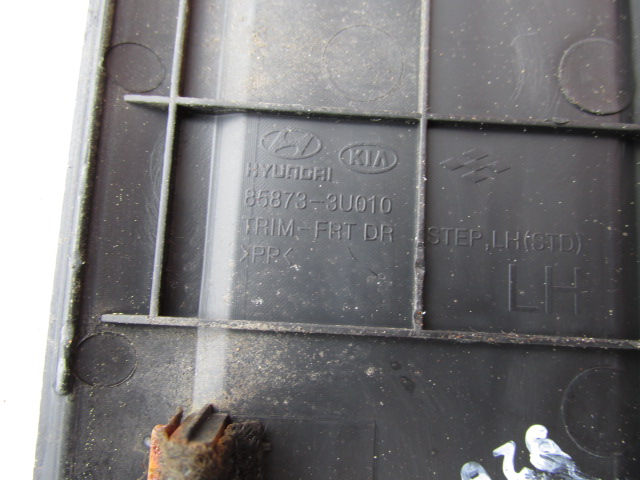 HYUNDAI KIA
85873-3U010
TRIM-FRT DR STEP,LH(STD)
>PP<
LH